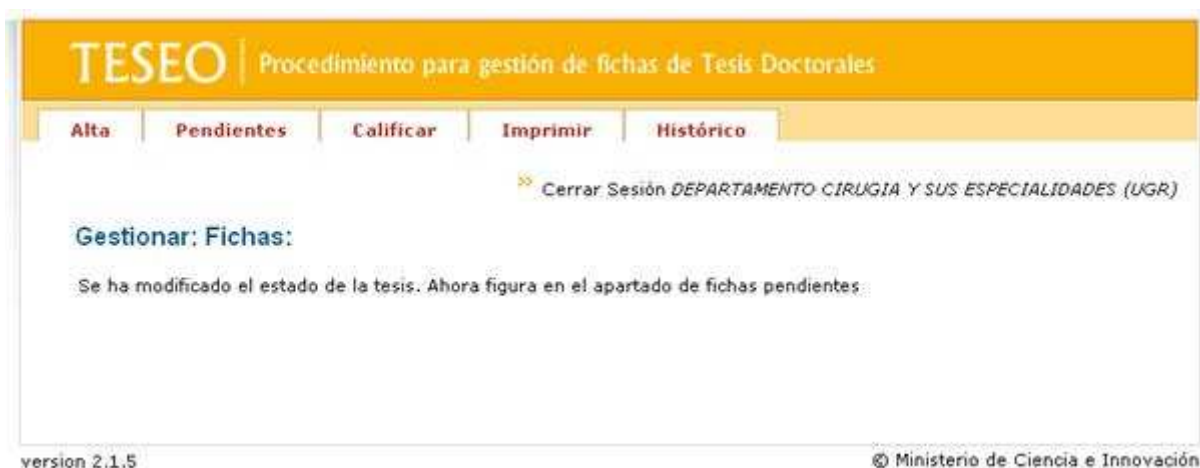 TESEO | Procedimiento para gestión de fichas de Tesis Doctorales
Alta Pendientes Calificar Imprimir Histórico
» Cerrar Sesión DEPARTAMENTO CIRUGIA Y SUS ESPECIALIDADES (UGR)
Gestionar: Fichas:
Se ha modificado el estado de la tesis. Ahora figura en el apartado de fichas pendientes
version 2.1.5 © Ministerio de Ciencia e Innovación